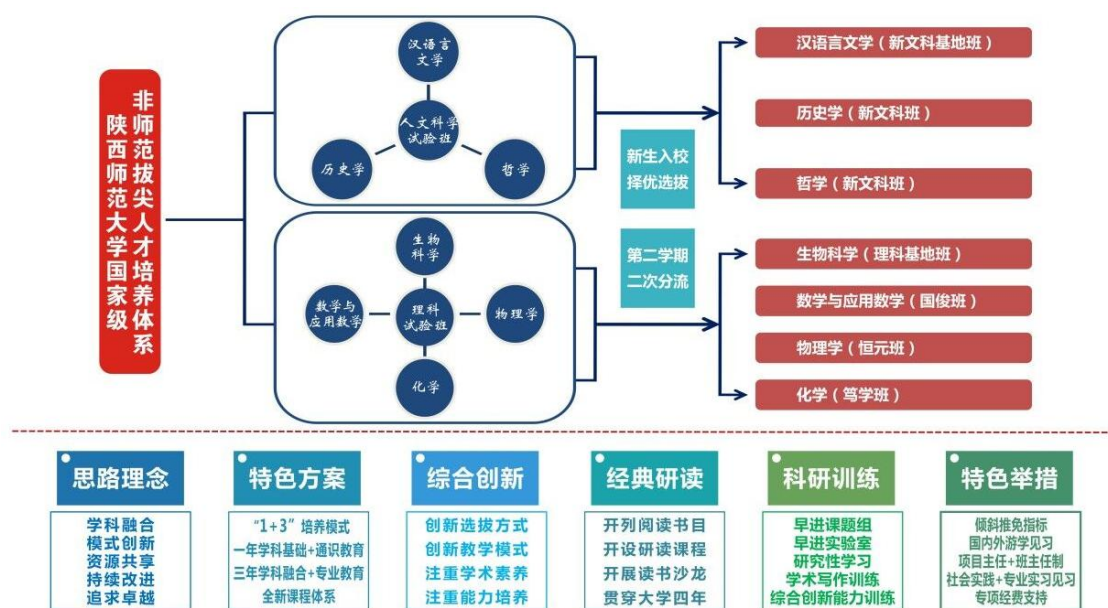 陕西师范大学国家级
非师范拔尖人才培养体系
汉语言
文学
人文科学
试验班
历史学
哲学
生物
科学
数学与
应用数学
理科
试验班
物理学
化学
新生入校
择优选拔
第二学期
二次分流
汉语言文学（新文科基地班）
历史学（新文科班）
哲学（新文科班）
生物科学（理科基地班）
数学与应用数学（国俊班）
物理学（恒元班）
化学（笃学班）
思路理念
学科融合
模式创新
资源共享
持续改进
追求卓越
特色方案
“1+3”培养模式
一年学科基础+通识教育
三年学科融合+专业教育
全新课程体系
综合创新
创新选拔方式
创新教学模式
注重学术素养
注重能力培养
经典研读
开列阅读书目
开设研读课程
开展读书沙龙
贯穿大学四年
科研训练
早进课题组
早进实验室
研究性学习
学术写作训练
综合创新能力训练
特色举措
倾斜推免指标
国内外游学见习
项目主任+班主任制
社会实践+专业实习见习
专项经费支持